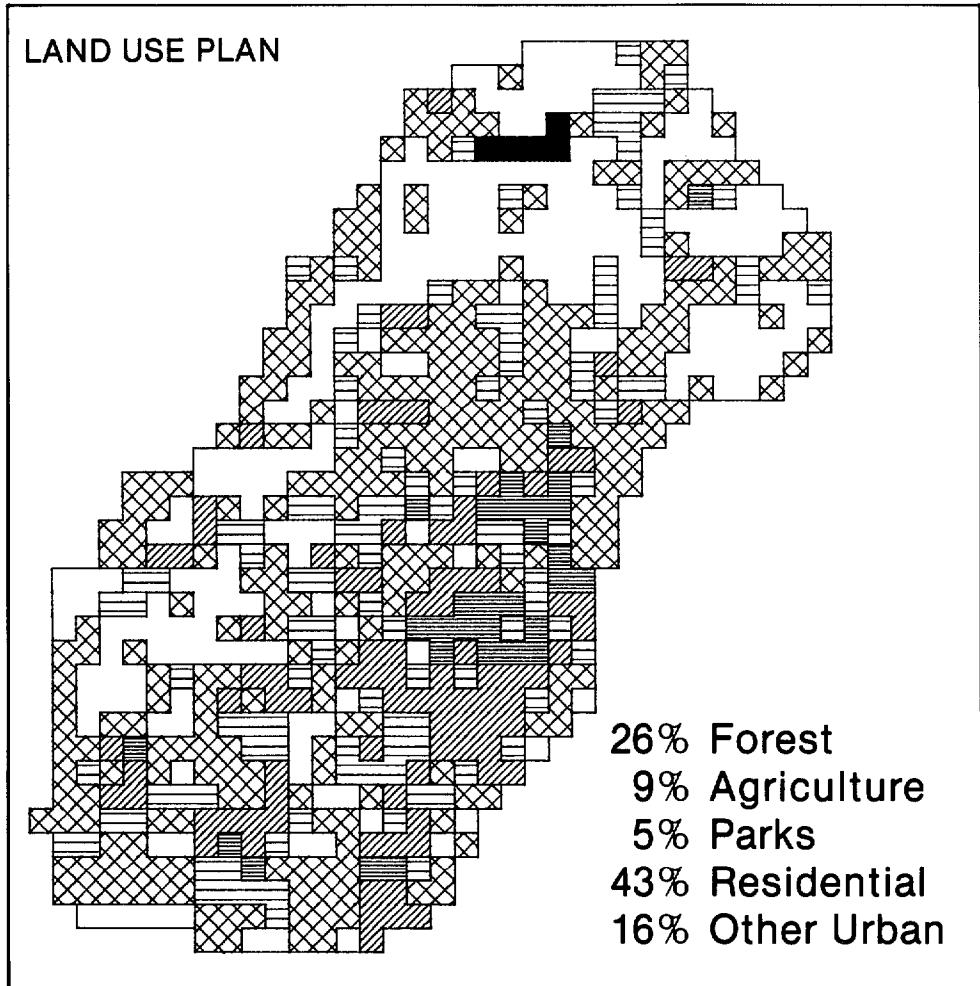 LAND USE PLAN
26% Forest
9% Agriculture
5% Parks
43% Residential
16% Other Urban